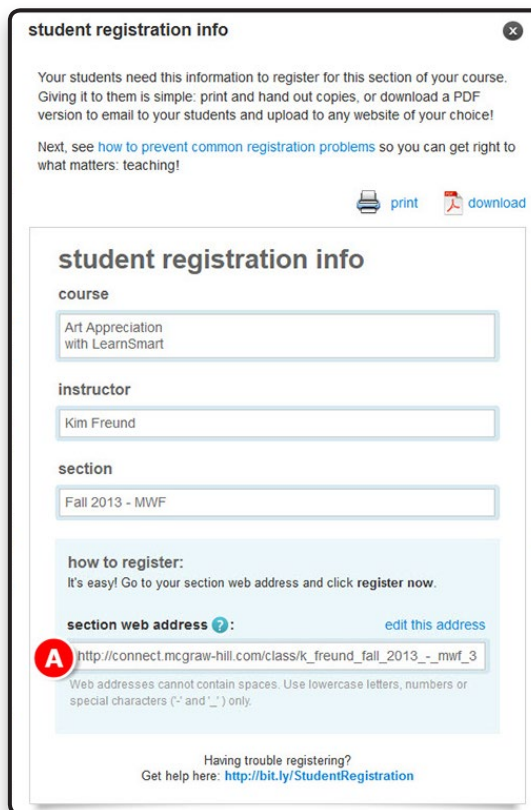 student registration info
Your students need this information to register for this section of your course.
Giving it to them is simple: print and hand out copies, or download a PDF
version to email to your students and upload to any website of your choice!
Next, see how to prevent common registration problems so you can get right to
what matters: teaching!
print download
student registration info
course
Art Appreciation
with LearnSmart
instructor
Kim Freund
section
Fall 2013 - MWF
how to register:
It's easy! Go to your section web address and click register now.
section web address ?: edit this address
A http://connect.mcgraw-hill.com/class/k_freund_fall_2013_-_mwf_3
Web addresses cannot contain spaces. Use lowercase letters, numbers or
special characters ('-' and '_' ) only.
Having trouble registering?
Get help here: http://bit.ly/StudentRegistration